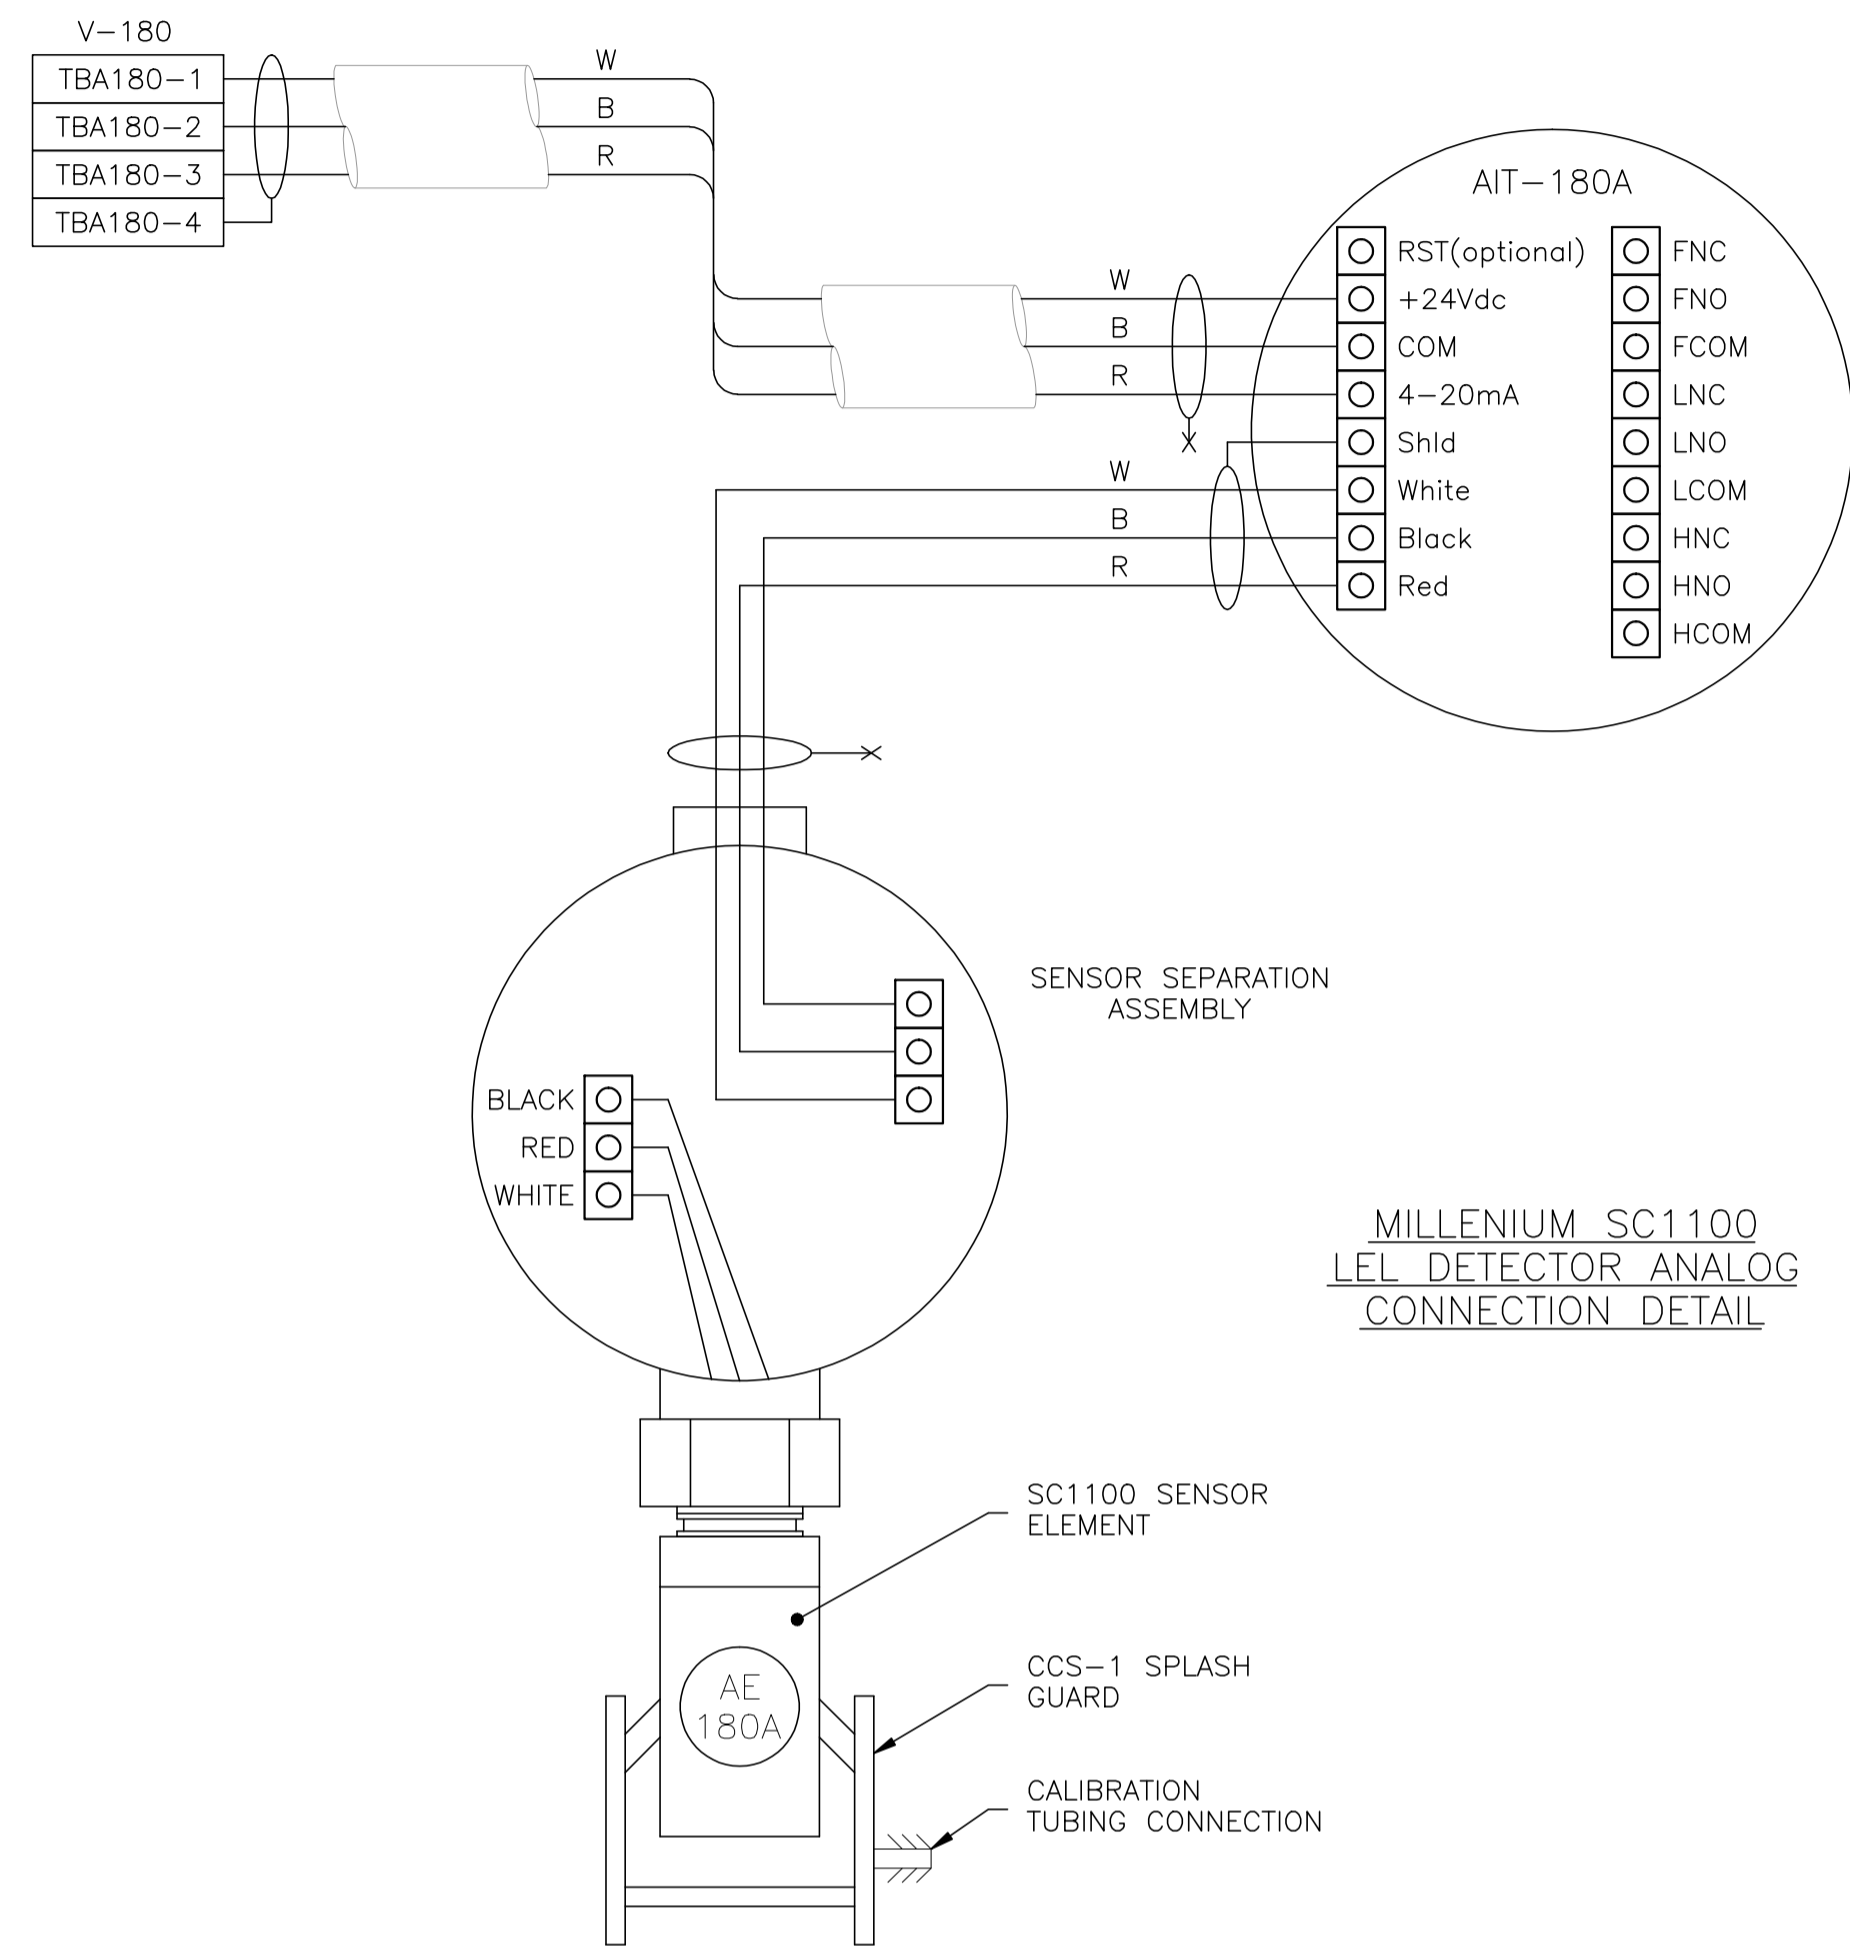 V-180
TBA180-1
TBA180-2
TBA180-3
TBA180-4
W
B
R
AIT-180A
RST(optional)
+24Vdc
COM
4-20mA
Shld
White
Black
Red
FNC
FNO
FCOM
LNC
LNO
LCOM
HNC
HNO
HCOM
W
B
R
W
B
R
SENSOR SEPARATION
ASSEMBLY
BLACK
RED
WHITE
MILLENIUM SC1100
LEL DETECTOR ANALOG
CONNECTION DETAIL
SC1100 SENSOR
ELEMENT
AE
180A
CCS-1 SPLASH
GUARD
CALIBRATION
TUBING CONNECTION